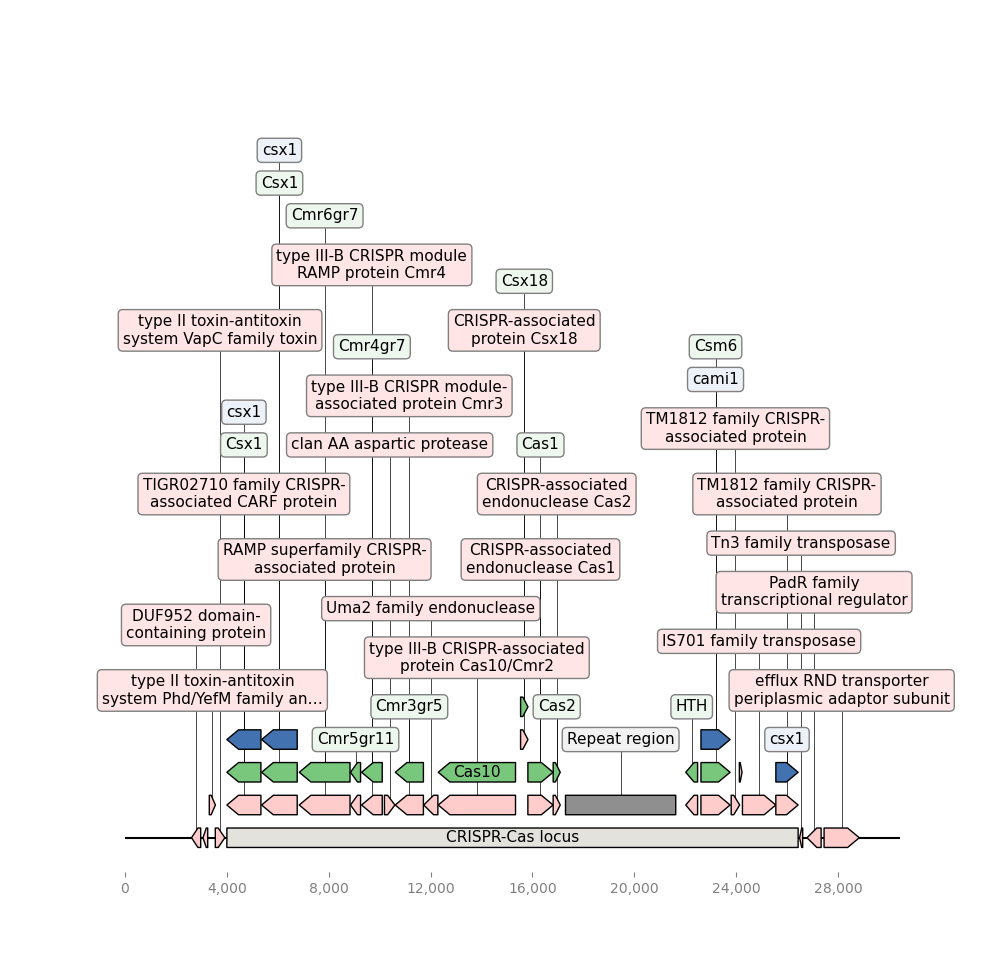 csx1
Csx1
Cmr6gr7
type III-B CRISPR module
RAMP protein Cmr4
Csx18
type II toxin-antitoxin
system VapC family toxin
CRISPR-associated
protein Csx18
Cmr4gr7
Csm6
cami1
type III-B CRISPR module-
associated protein Cmr3
csx1
TM1812 family CRISPR-
associated protein
Csx1
clan AA aspartic protease
Cas1
TIGR02710 family CRISPR-
associated CARF protein
CRISPR-associated
endonuclease Cas2
TM1812 family CRISPR-
associated protein
Tn3 family transposase
RAMP superfamily CRISPR-
associated protein
CRISPR-associated
endonuclease Cas1
PadR family
transcriptional regulator
Uma2 family endonuclease
DUF952 domain-
containing protein
IS701 family transposase
type III-B CRISPR-associated
protein Cas10/Cmr2
type II toxin-antitoxin
system Phd/YefM family an...
efflux RND transporter
periplasmic adaptor subunit
Cmr3gr5
Cas2
HTH
Cmr5gr11
Repeat region
csx1
Cas10
CRISPR-Cas locus
0
4,000
8,000
12,000
16,000
20,000
24,000
28,000